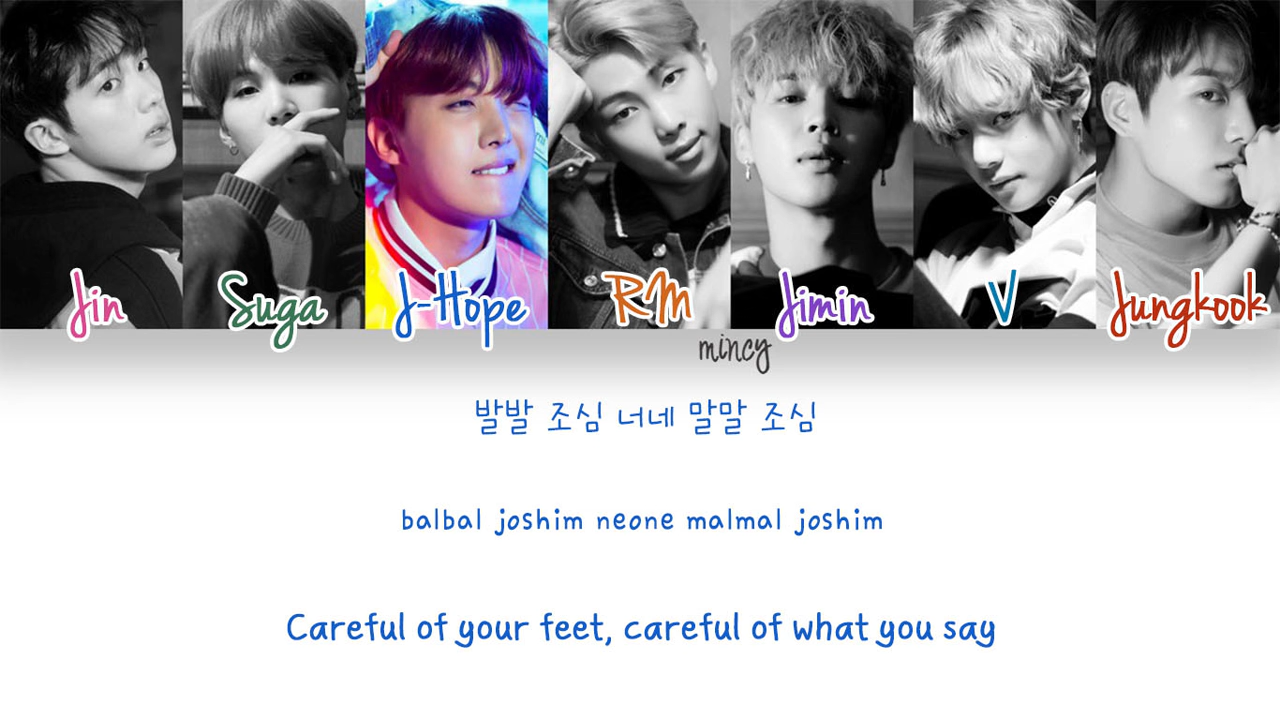 Jin Suga J-Hope RM Jimin V Jungkook
mincy
발발 조심 너네 말말 조심
balbal joshim neone malmal joshim
Careful of your feet, careful of what you say